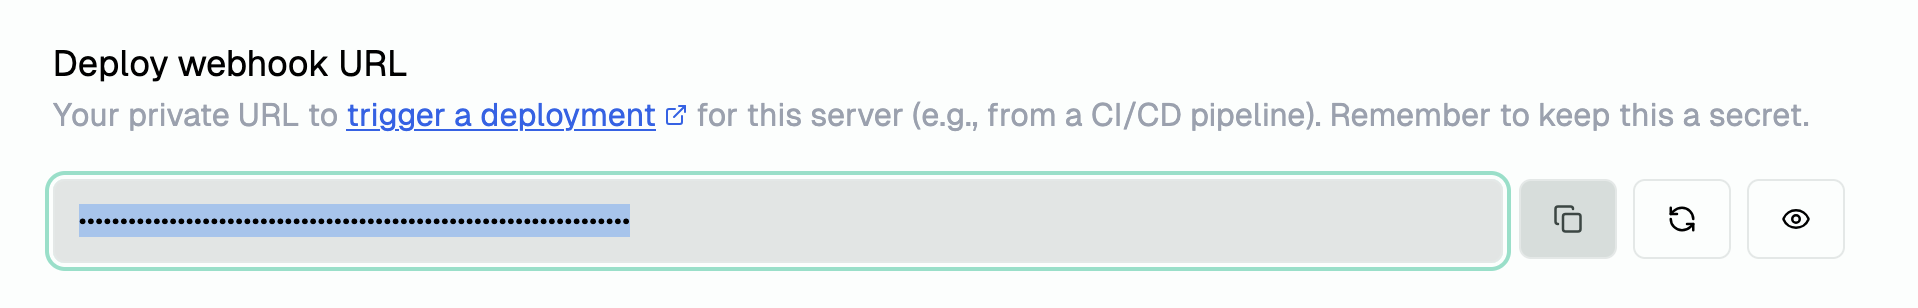 Deploy webhook URL
Your private URL to trigger a deployment for this server (e.g., from a CI/CD pipeline). Remember to keep this a secret.